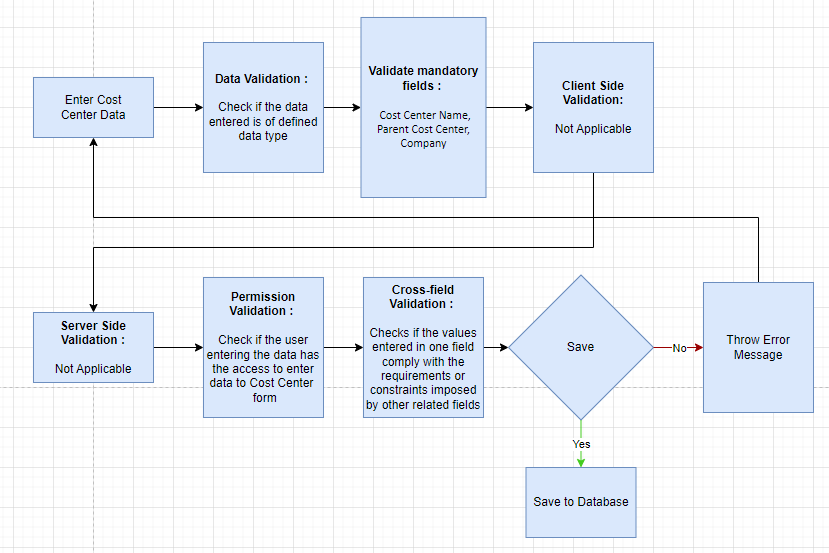 Enter Cost
Center Data
Data Validation :
Check if the data
entered is of defined
data type
Validate mandatory
fields :
Cost Center Name,
Parent Cost Center,
Company
Client Side
Validation:
Not Applicable
Server Side
Validation :
Not Applicable
Permission
Validation :
Check if the user
entering the data has
the access to enter
data to Cost Center
form
Cross-field
Validation :
Checks if the values
entered in one field
comply with the
requirements or
constraints imposed
by other related fields
Save
No
Throw Error
Message
Yes
Save to Database